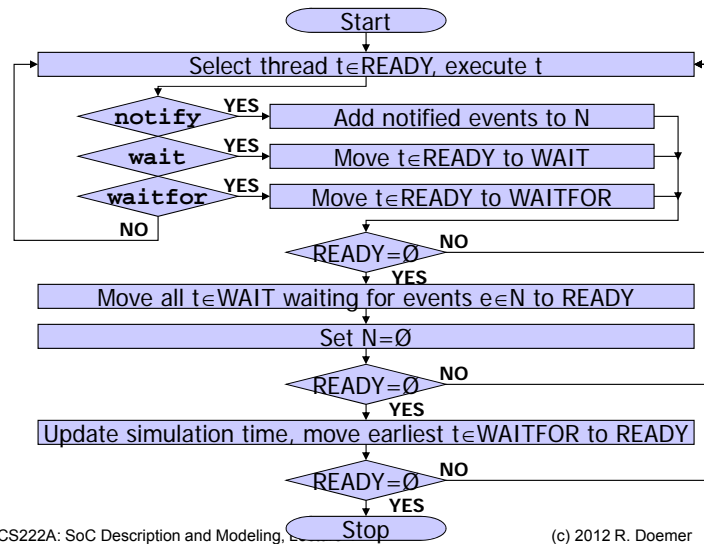 Start
Select thread t∈READY, execute t
notify
YES
Add notified events to N
wait
YES
Move t∈READY to WAIT
waitfor
YES
Move t∈READY to WAITFOR
NO
READY=Ø
NO
YES
Move all t∈WAIT waiting for events e∈N to READY
Set N=Ø
READY=Ø
NO
YES
Update simulation time, move earliest t∈WAITFOR to READY
READY=Ø
NO
YES
Stop
CS222A: SoC Description and Modeling,
(c) 2012 R. Doemer